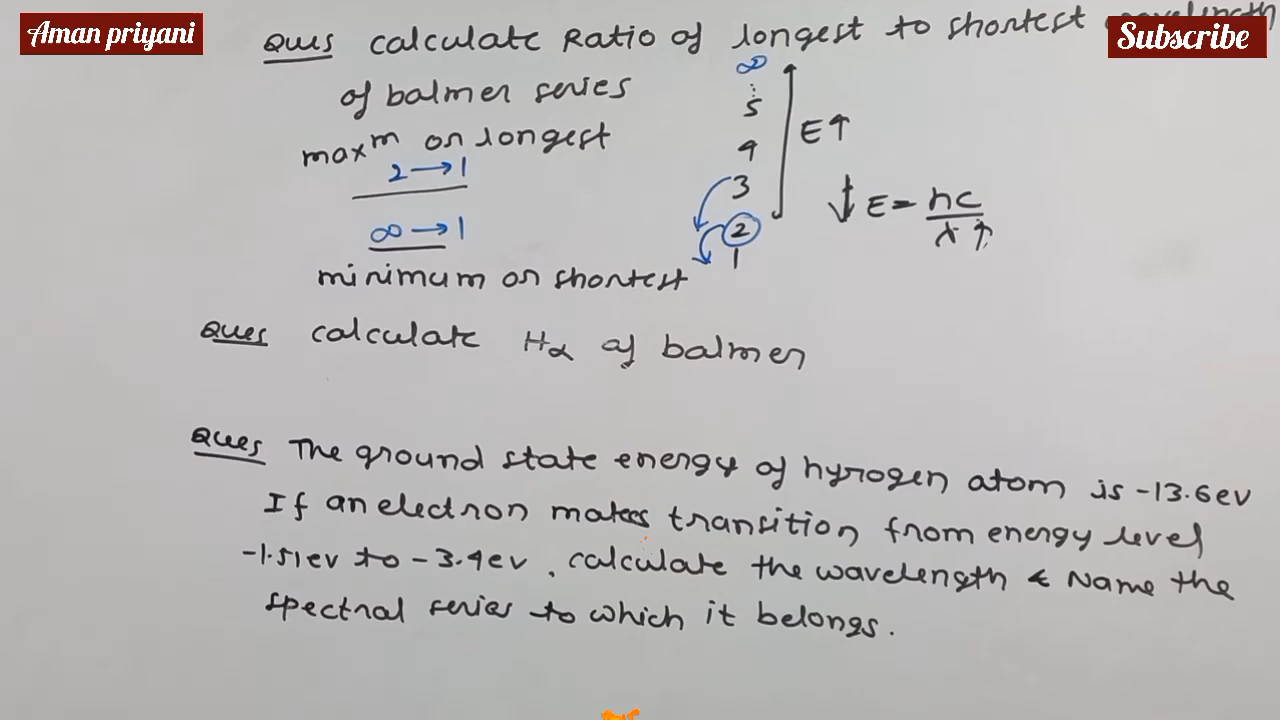 Aman priyani
Subscribe
Ques calculate Ratio of longest to shortest wavelength
of balmer series
maxm or longest
2→1
∞→1
minimum or shortest
∞
⋮
5
4
3
2
1
E↑
↓E = hc/λ↑
Ques calculate Hα of balmer
Ques The ground state energy of hyrogen atom is -13.6ev
If an electron makes transition from energy level
-1.51ev to -3.4ev. calculate the wavelength & Name the
spectral series to which it belongs.